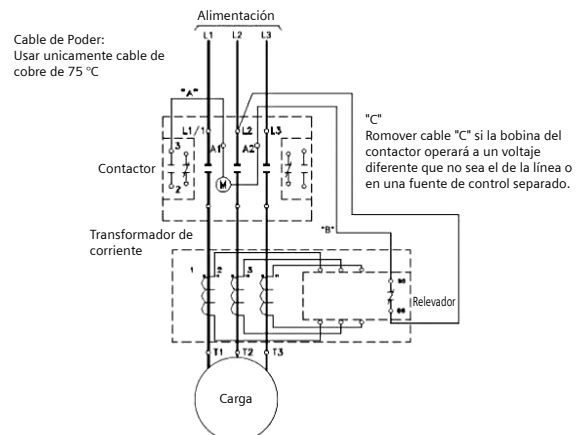 Alimentación
L1 L2 L3
Cable de Poder:
Usar unicamente cable de
cobre de 75 °C
"A"
"C"
Romover cable "C" si la bobina del
contactor operará a un voltaje
diferente que no sea el de la línea o
en una fuente de control separado.
L1/1 L2 L3
3 A1 A2
Contactor
M
2
"B"
Transformador de
corriente
1 2 3
Relevador
T1 T2 T3
Carga